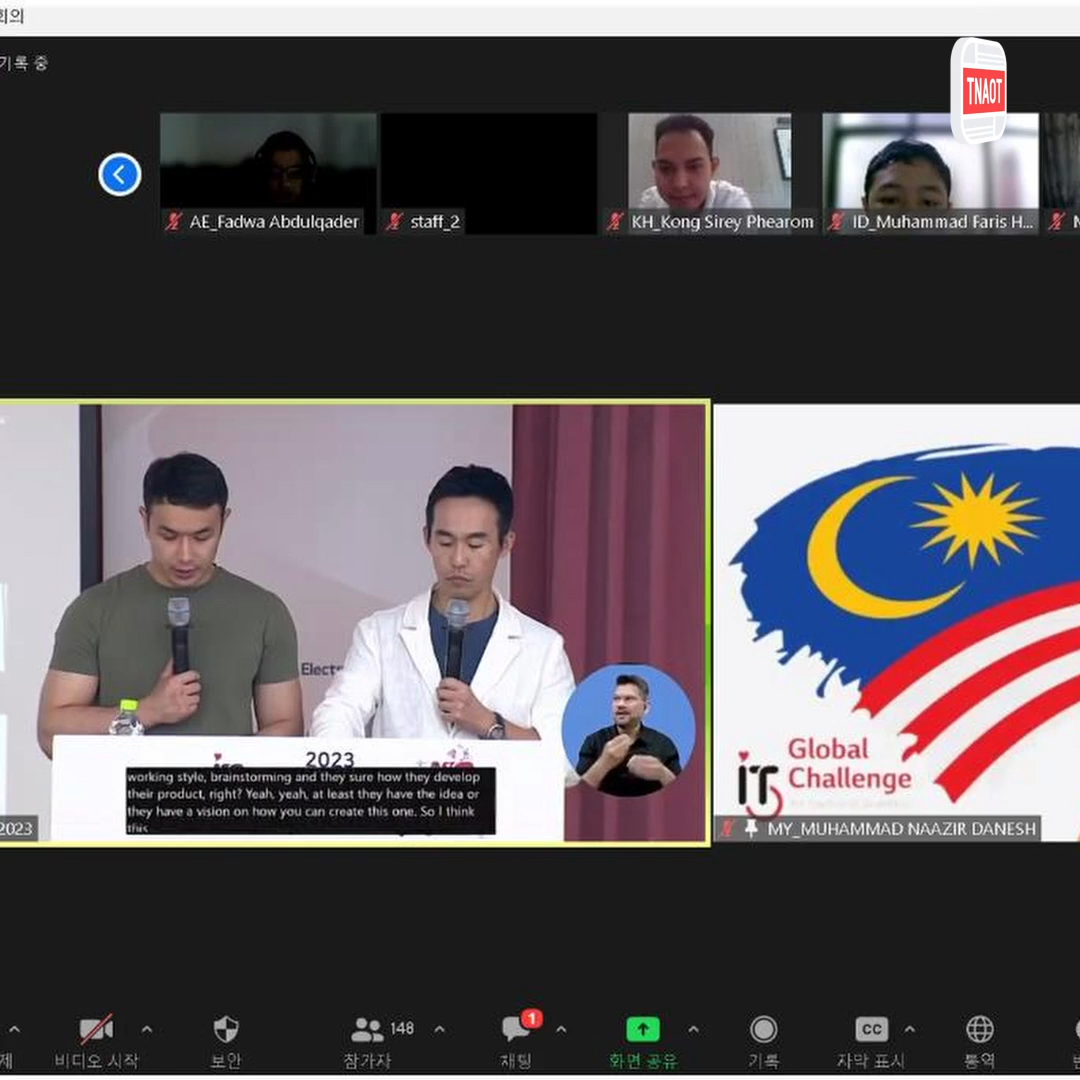 회의
기록 중
TNAOT
AE_Fadwa Abdulqader
staff_2
KH_Kong Sirey Phearom
ID_Muhammad Faris H...
Electr
2023
working style, brainstorming and they sure how they develop
their product, right? Yeah, yeah, at least they have the idea or
they have a vision on how you can create this one. So I think
this
2023
Global
Challenge
MY_MUHAMMAD NAAZIR DANESH
148
1
CC
비디오 시작
보안
참가자
채팅
화면 공유
기록
자막 표시
통역